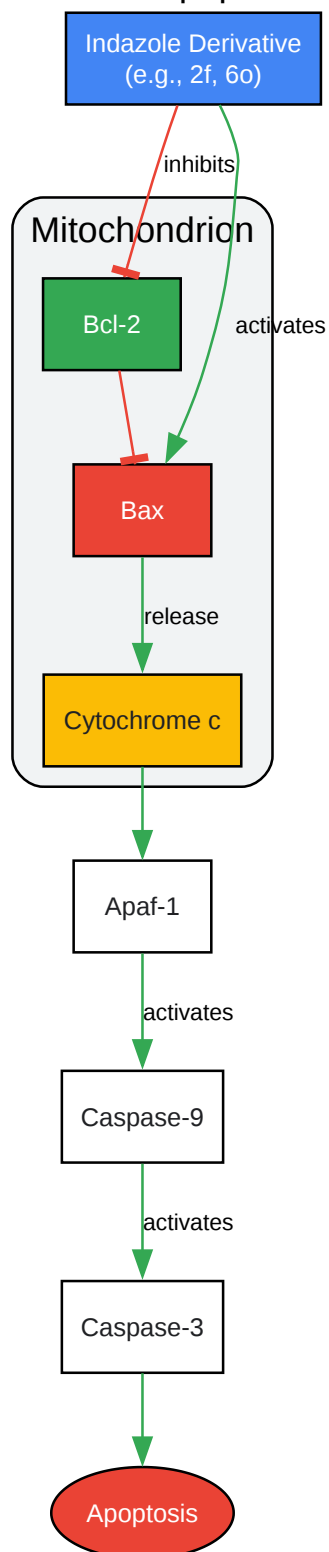 Indazole Derivative
(e.g., 2f, 6o)
inhibits
Mitochondrion
Bcl-2
activates
Bax
release
Cytochrome c
Apaf-1
activates
Caspase-9
activates
Caspase-3
Apoptosis